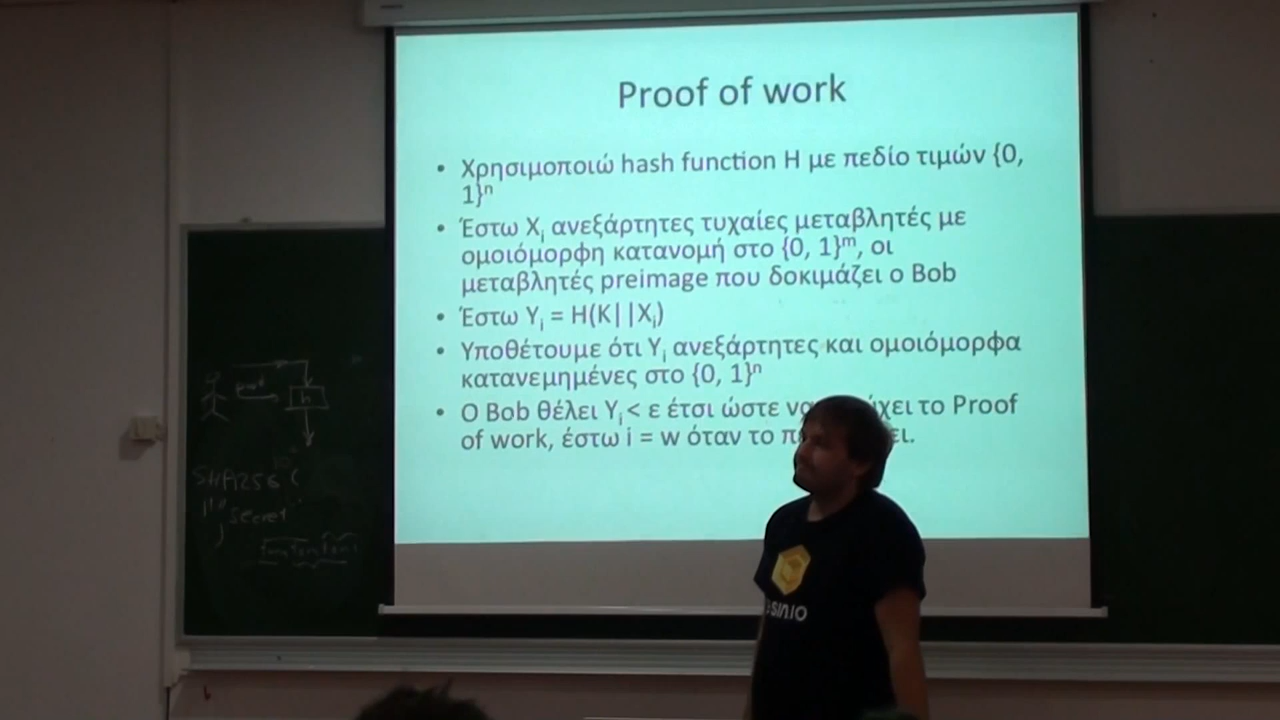 Proof of work
• Χρησιμοποιώ hash function H με πεδίο τιμών {0,
1}ⁿ
• Έστω Xᵢ ανεξάρτητες τυχαίες μεταβλητές με
ομοιόμορφη κατανομή στο {0, 1}ᵐ, οι
μεταβλητές preimage που δοκιμάζει ο Bob
• Έστω Yᵢ = H(K||Xᵢ)
• Υποθέτουμε ότι Yᵢ ανεξάρτητες και ομοιόμορφα
κατανεμημένες στο {0, 1}ⁿ
• Ο Bob θέλει Yᵢ < ε έτσι ώστε το Proof
of work, έστω i = w όταν το
h
SHA256 (
"secret"